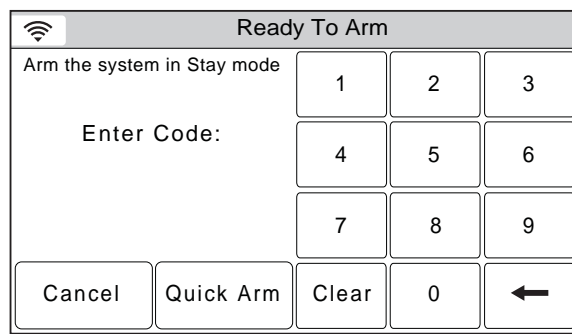 Ready To Arm
Arm the system in Stay mode
1 2 3
Enter Code:
4 5 6
7 8 9
Cancel Quick Arm Clear 0